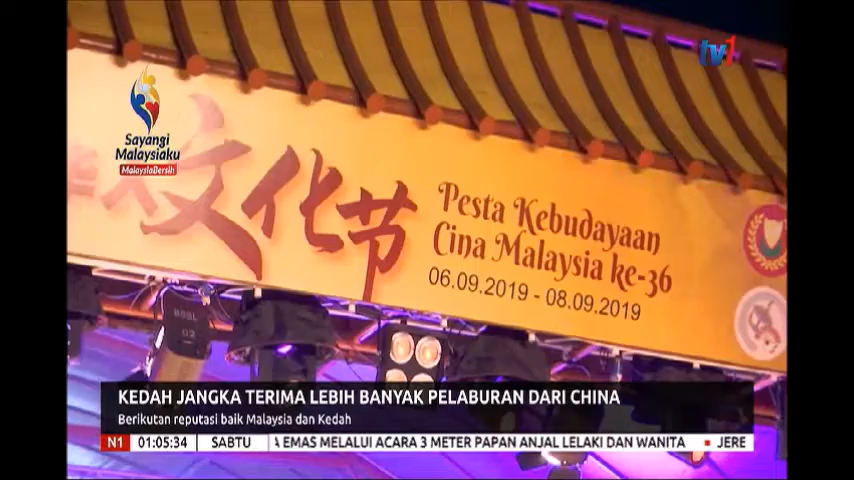 tv1
Sayangi
Malaysiaku
MalaysiaBersih
文化节
Pesta Kebudayaan
Cina Malaysia ke-36
06.09.2019 - 08.09.2019
BSSL
02
KEDAH JANGKA TERIMA LEBIH BANYAK PELABURAN DARI CHINA
Berikutan reputasi baik Malaysia dan Kedah
N1 01:05:34 SABTU EMAS MELALUI ACARA 3 METER PAPAN ANJAL LELAKI DAN WANITA ■ JERE